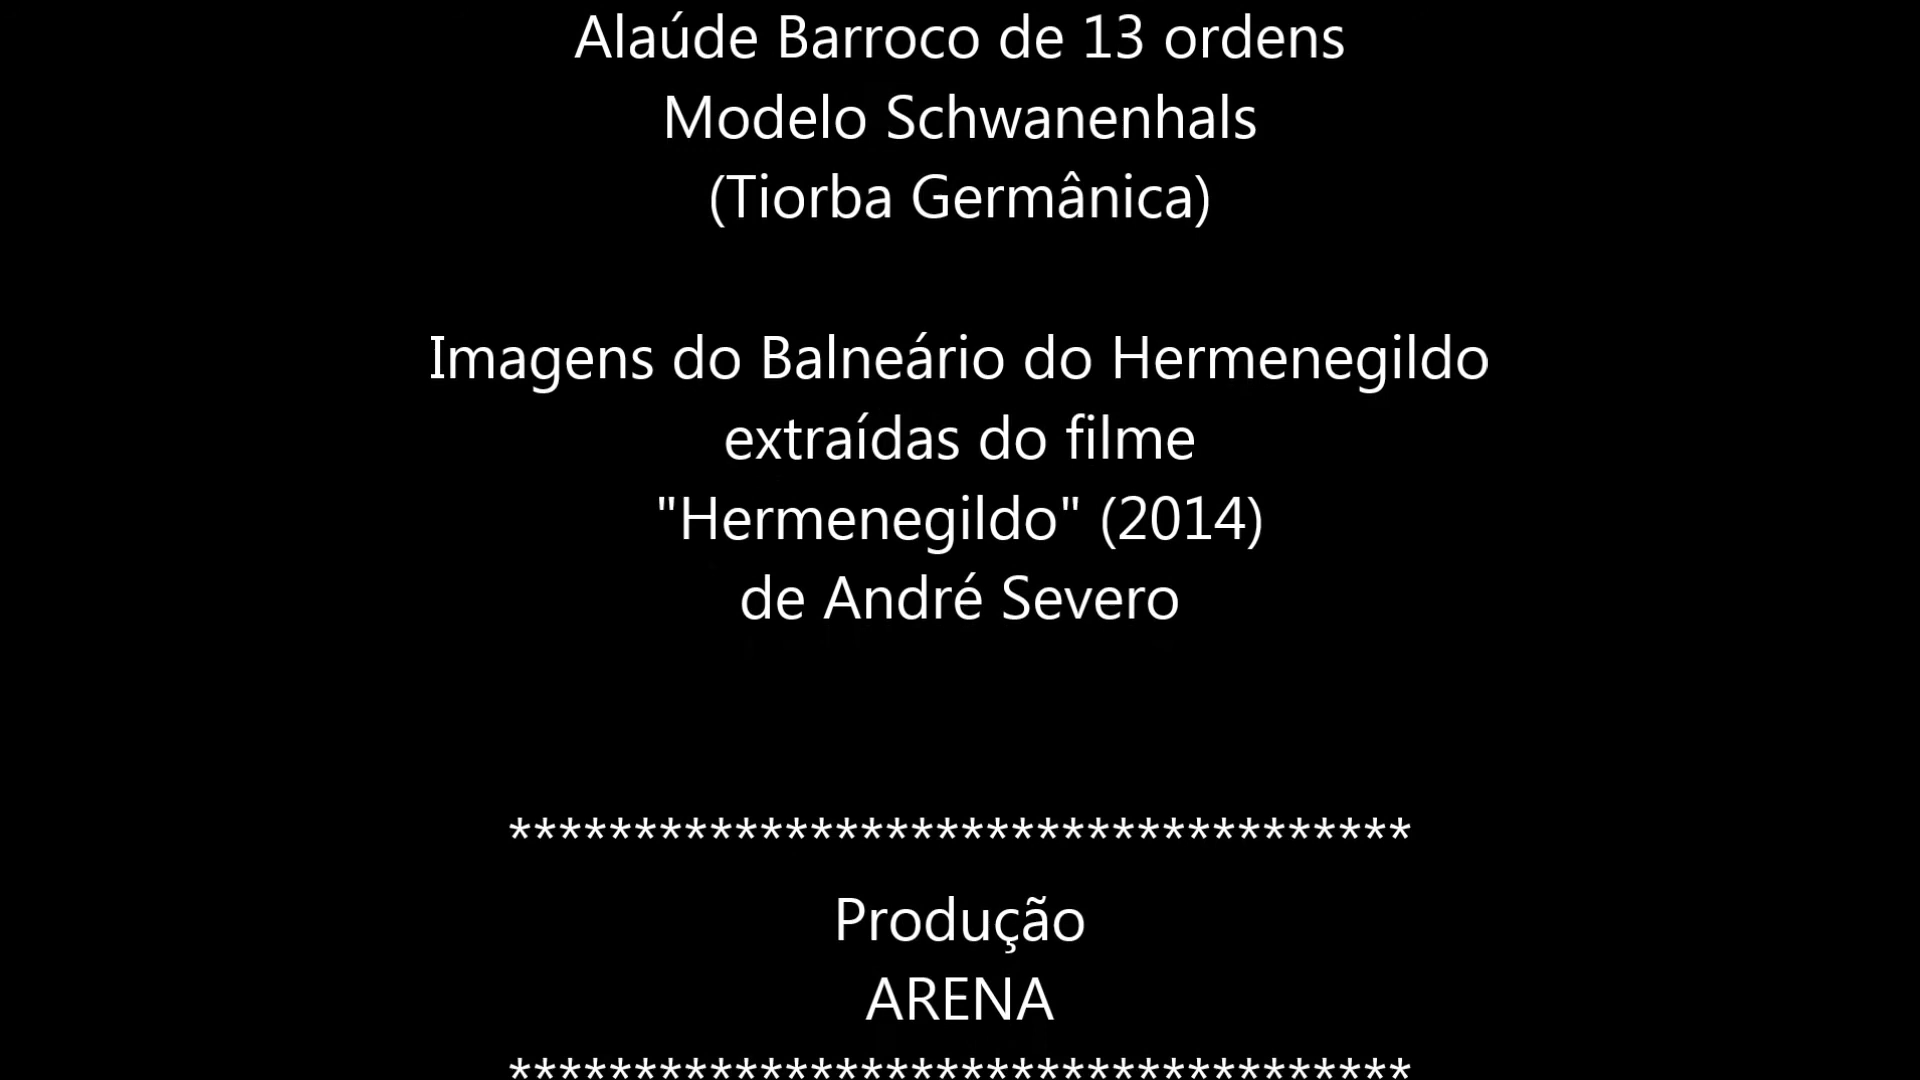 Alaúde Barroco de 13 ordens
Modelo Schwanenhals
(Tiorba Germânica)
Imagens do Balneário do Hermenegildo
extraídas do filme
"Hermenegildo" (2014)
de André Severo
************************************
Produção
ARENA
************************************